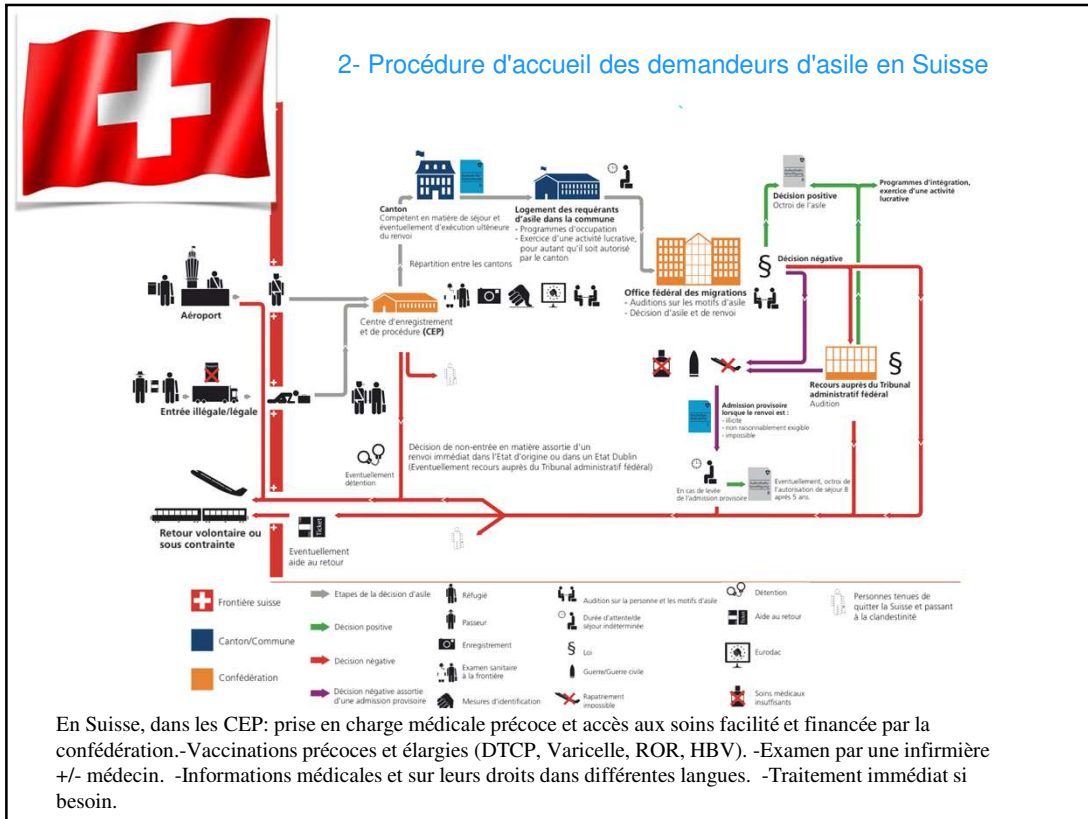 2- Procédure d'accueil des demandeurs d'asile en Suisse
Canton
Compétent en matière de séjour et
éventuellement d'exécution ultérieure
du renvoi
Logement des requérants
d'asile dans la commune
- Programmes d'occupation
- Exercice d'une activité lucrative,
pour autant qu'il soit autorisé
par le canton
Décision positive
Octroi de l'asile
Programmes d'intégration,
exercice d'une activité
lucrative
Répartition entre les cantons
§
Décision négative
Office fédéral des migrations
- Auditions sur les motifs d'asile
- Décision d'asile et de renvoi
Aéroport
Centre d'enregistrement
et de procédure (CEP)
§
Recours auprès du Tribunal
administratif fédéral
Audition
Entrée illégale/légale
Admission provisoire
lorsque le renvoi est :
- illicite
- non raisonnablement exigible
- impossible
Décision de non-entrée en matière assortie d'un
renvoi immédiat dans l'Etat d'origine ou dans un Etat Dublin
(Eventuellement recours auprès du Tribunal administratif fédéral)
Eventuellement
détention
En cas de levée
de l'admission provisoire
Eventuellement, octroi de
l'autorisation de séjour B
après 5 ans.
Retour volontaire ou
sous contrainte
Ticket
Eventuellement
aide au retour
Frontière suisse
Canton/Commune
Confédération
Etapes de la décision d'asile
Décision positive
Décision négative
Décision négative assortie
d'une admission provisoire
Réfugié
Passeur
Enregistrement
Examen sanitaire
à la frontière
Mesures d'identification
Audition sur la personne et les motifs d'asile
Durée d'attente/de
séjour indéterminée
§
Loi
Guerre/Guerre civile
Rapatriement
impossible
Détention
Aide au retour
Eurodac
Soins médicaux
insuffisants
Personnes tenues de
quitter la Suisse et passant
à la clandestinité
En Suisse, dans les CEP: prise en charge médicale précoce et accès aux soins facilité et financée par la
confédération.-Vaccinations précoces et élargies (DTCP, Varicelle, ROR, HBV). -Examen par une infirmière
+/- médecin. -Informations médicales et sur leurs droits dans différentes langues. -Traitement immédiat si
besoin.